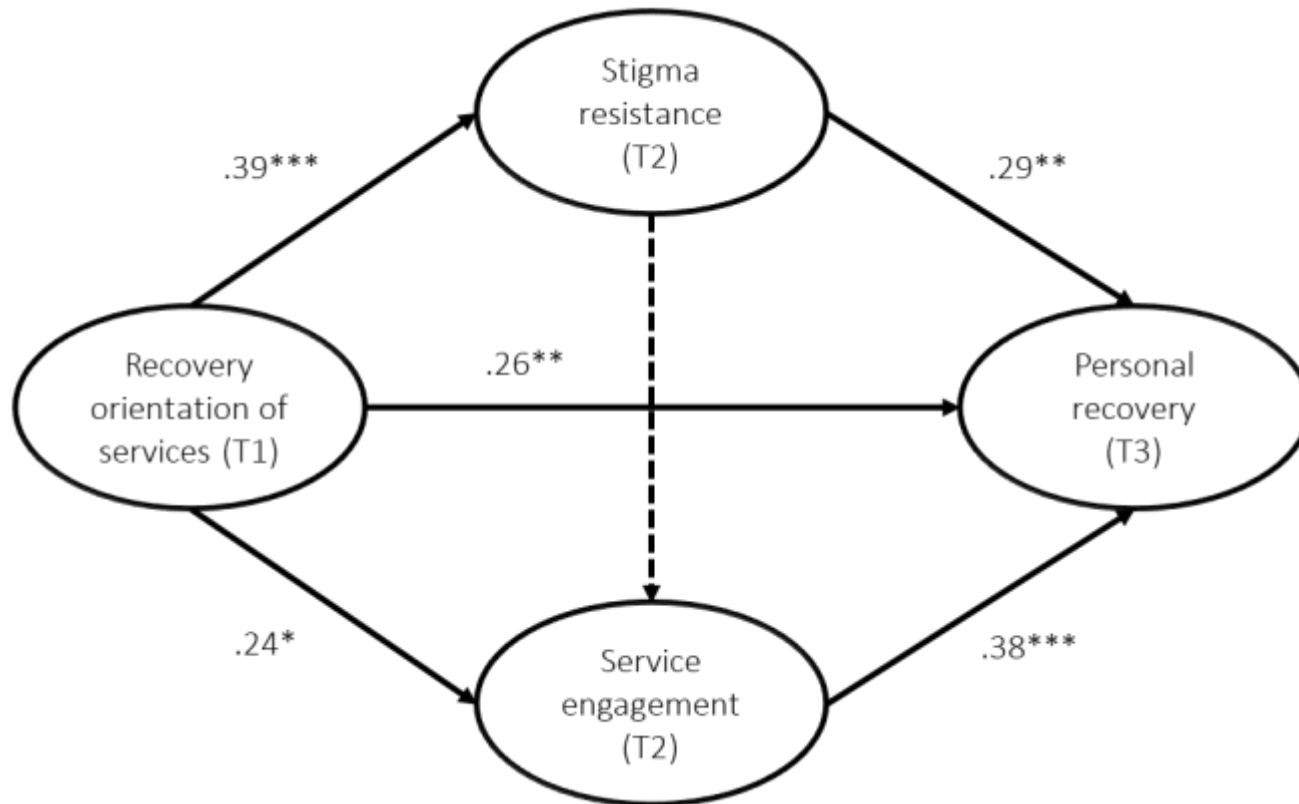 Stigma
resistance
(T2)
.39***
.29**
Recovery
orientation of
services (T1)
.26**
Personal
recovery
(T3)
.24*
Service
engagement
(T2)
.38***